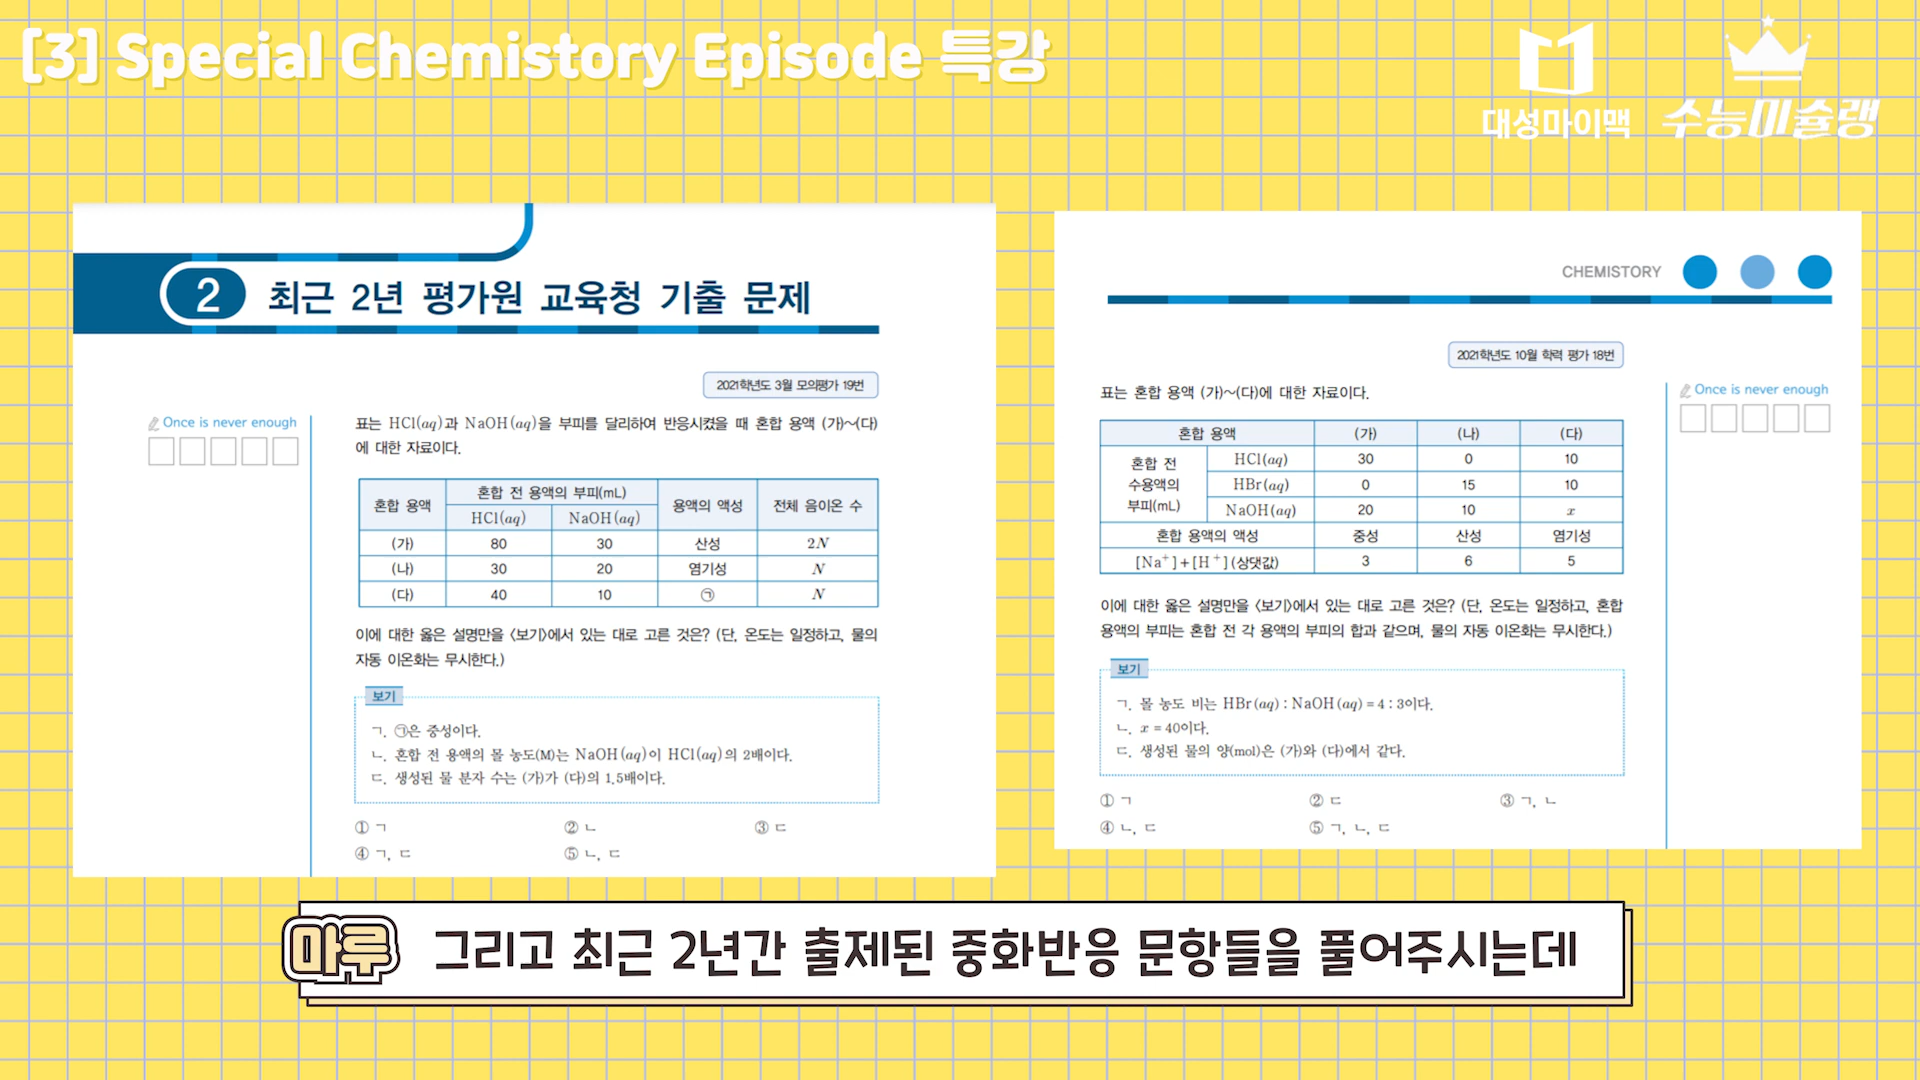 [3] Special Chemistory Episode 특강
대성마이맥
수능미슐랭
2 최근 2년 평가원 교육청 기출 문제
2021학년도 3월 모의평가 19번
Once is never enough
표는 HCl(aq)과 NaOH(aq)을 부피를 달리하여 반응시켰을 때 혼합 용액 (가)~(다)
에 대한 자료이다.
혼합 용액 혼합 전 용액의 부피(mL) 용액의 액성 전체 음이온 수
HCl(aq) NaOH(aq)
(가) 80 30 산성 2N
(나) 30 20 염기성 N
(다) 40 10 ㉠ N
이에 대한 옳은 설명만을 <보기>에서 있는 대로 고른 것은? (단, 온도는 일정하고, 물의
자동 이온화는 무시한다.)
보기
ㄱ. ㉠은 중성이다.
ㄴ. 혼합 전 용액의 몰 농도(M)는 NaOH(aq)이 HCl(aq)의 2배이다.
ㄷ. 생성된 물 분자 수는 (가)가 (다)의 1.5배이다.
① ㄱ ② ㄴ ③ ㄷ
④ ㄱ, ㄷ ⑤ ㄴ, ㄷ
CHEMISTORY
2021학년도 10월 학력 평가 18번
Once is never enough
표는 혼합 용액 (가)~(다)에 대한 자료이다.
혼합 용액 (가) (나) (다)
혼합 전 수용액의 부피(mL) HCl(aq) 30 0 10
HBr(aq) 0 15 10
NaOH(aq) 20 10 x
혼합 용액의 액성 중성 산성 염기성
[Na⁺]+[H⁺](상댓값) 3 6 5
이에 대한 옳은 설명만을 <보기>에서 있는 대로 고른 것은? (단, 온도는 일정하고, 혼합
용액의 부피는 혼합 전 각 용액의 부피의 합과 같으며, 물의 자동 이온화는 무시한다.)
보기
ㄱ. 몰 농도 비는 HBr(aq) : NaOH(aq) = 4 : 3이다.
ㄴ. x = 40이다.
ㄷ. 생성된 물의 양(mol)은 (가)와 (다)에서 같다.
① ㄱ ② ㄷ ③ ㄱ, ㄴ
④ ㄴ, ㄷ ⑤ ㄱ, ㄴ, ㄷ
마루 그리고 최근 2년간 출제된 중화반응 문항들을 풀어주시는데